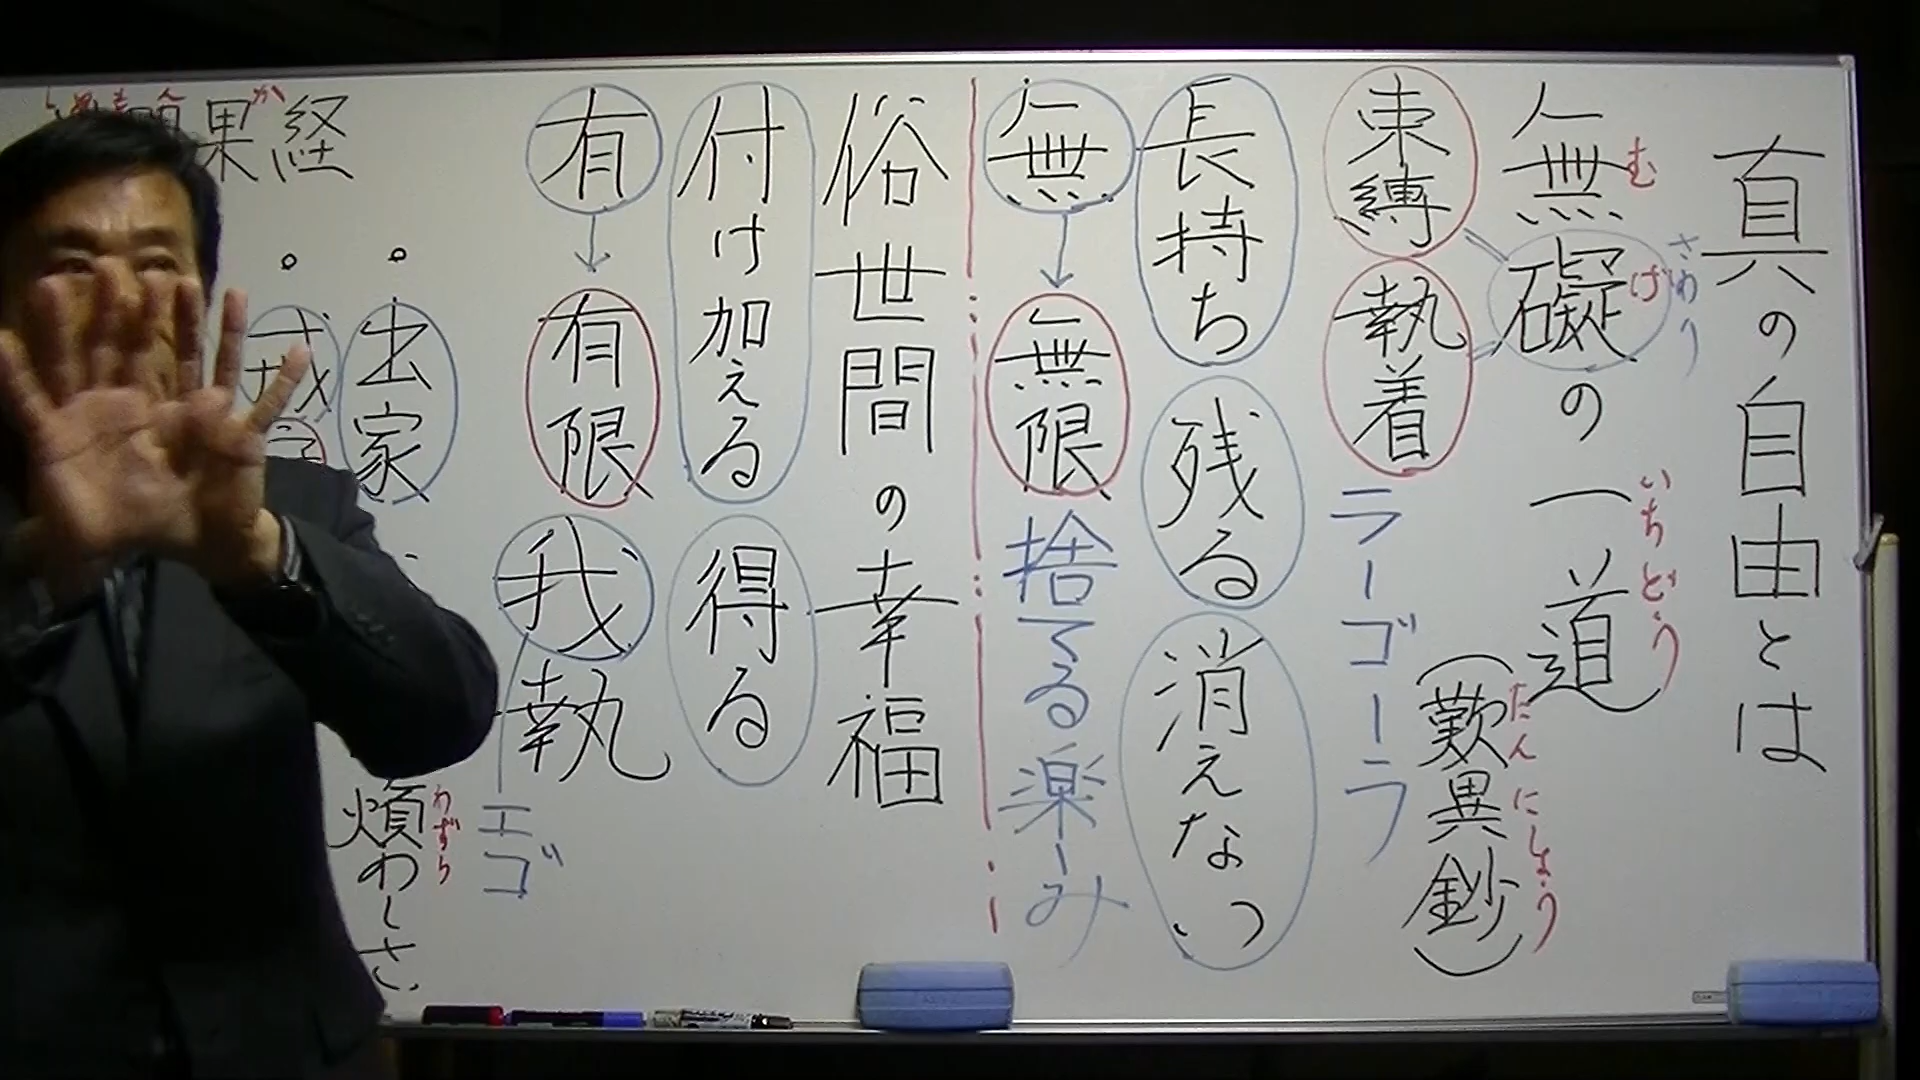 真の自由とは
無礙の一道
む
げ
さわり
いちどう
(歎異鈔)
たんにしょう
束縛
執着
ラーゴーラ
長持ち
残る
消えない
無
無限
捨てる楽しみ
俗世間の幸福
付け加える
得る
有
有限
我執
エゴ
出家
煩わしさ
わずら
果経
か